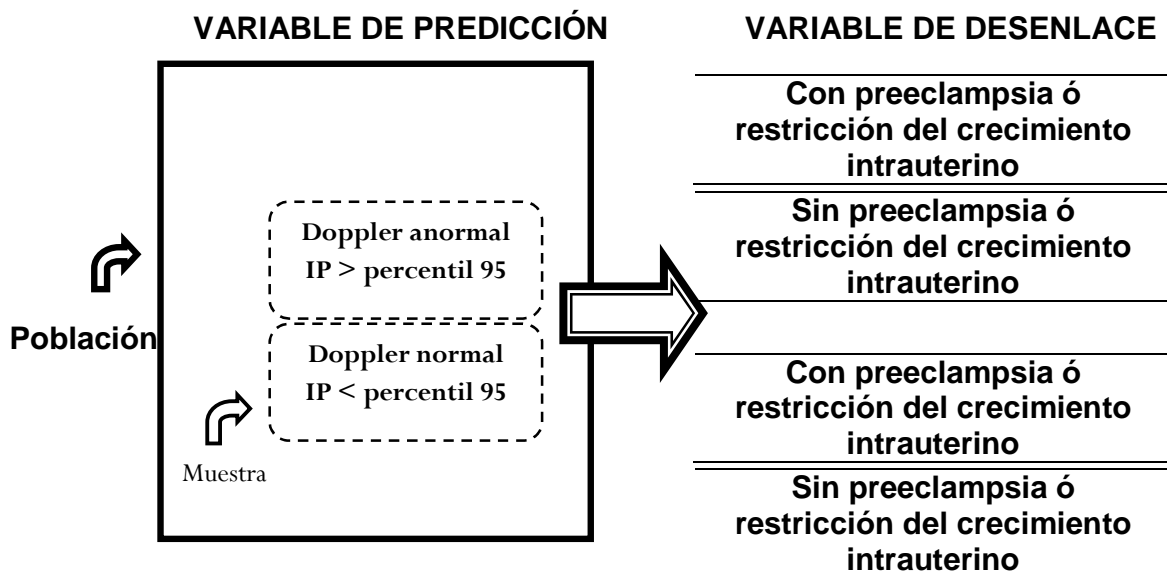 VARIABLE DE PREDICCIÓN
VARIABLE DE DESENLACE
Población
Doppler anormal
IP > percentil 95
Doppler normal
IP < percentil 95
Muestra
Con preeclampsia ó
restricción del crecimiento
intrauterino
Sin preeclampsia ó
restricción del crecimiento
intrauterino
Con preeclampsia ó
restricción del crecimiento
intrauterino
Sin preeclampsia ó
restricción del crecimiento
intrauterino